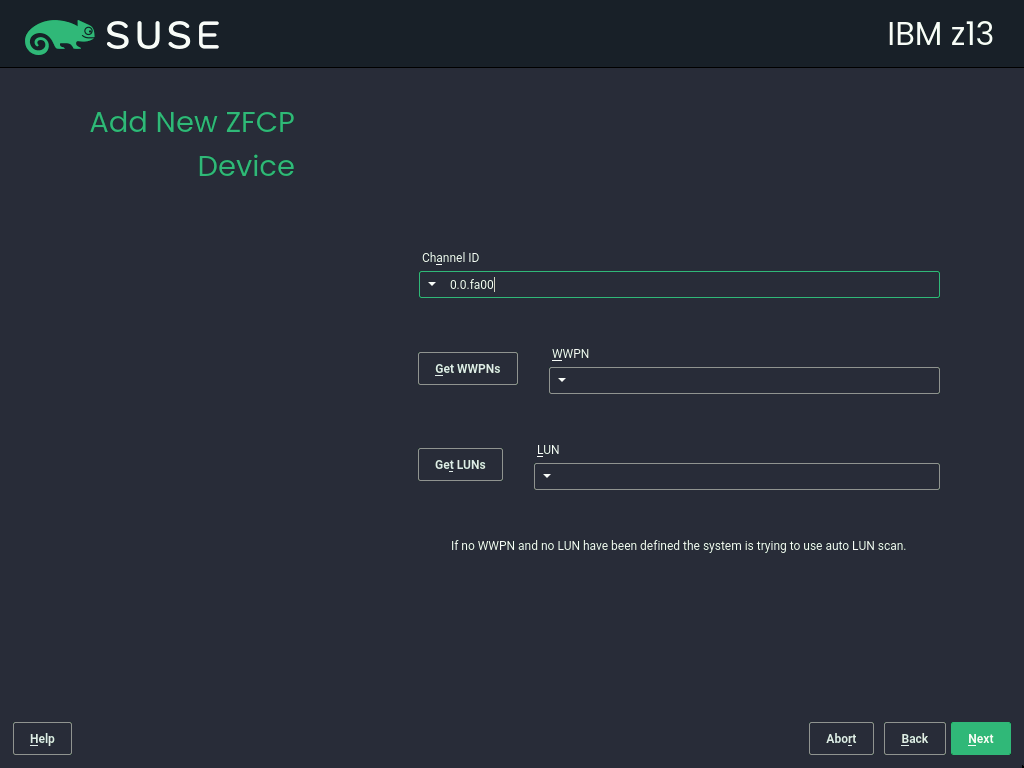 SUSE
IBM z13
Add New ZFCP
Device
Channel ID
0.0.fa00
Get WWPNs
WWPN
Get LUNs
LUN
If no WWPN and no LUN have been defined the system is trying to use auto LUN scan.
Help
Abort
Back
Next